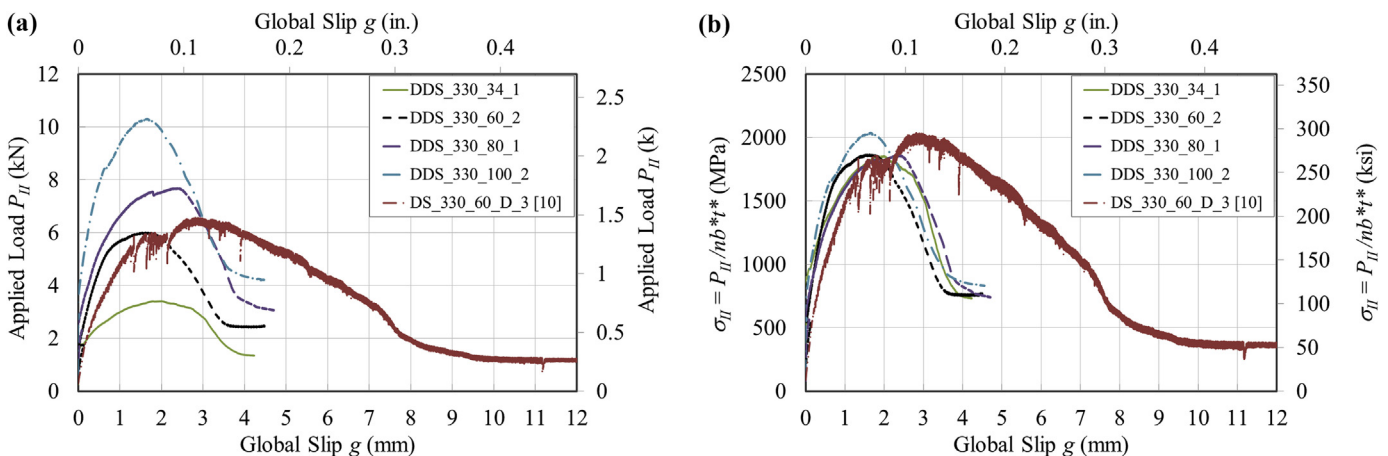 (a)
Global Slip g (in.)
0 0.1 0.2 0.3 0.4
Applied Load P_II (kN)
12
10
8
6
4
2
0
DDS_330_34_1
DDS_330_60_2
DDS_330_80_1
DDS_330_100_2
DS_330_60_D_3 [10]
2.5
2
1.5
1
0.5
0
Applied Load P_II (k)
0 1 2 3 4 5 6 7 8 9 10 11 12
Global Slip g (mm)
(b)
Global Slip g (in.)
0 0.1 0.2 0.3 0.4
σ_II = P_II /nb*t* (MPa)
2500
2000
1500
1000
500
0
DDS_330_34_1
DDS_330_60_2
DDS_330_80_1
DDS_330_100_2
DS_330_60_D_3 [10]
350
300
250
200
150
100
50
0
σ_II = P_II /nb*t* (ksi)
0 1 2 3 4 5 6 7 8 9 10 11 12
Global Slip g (mm)